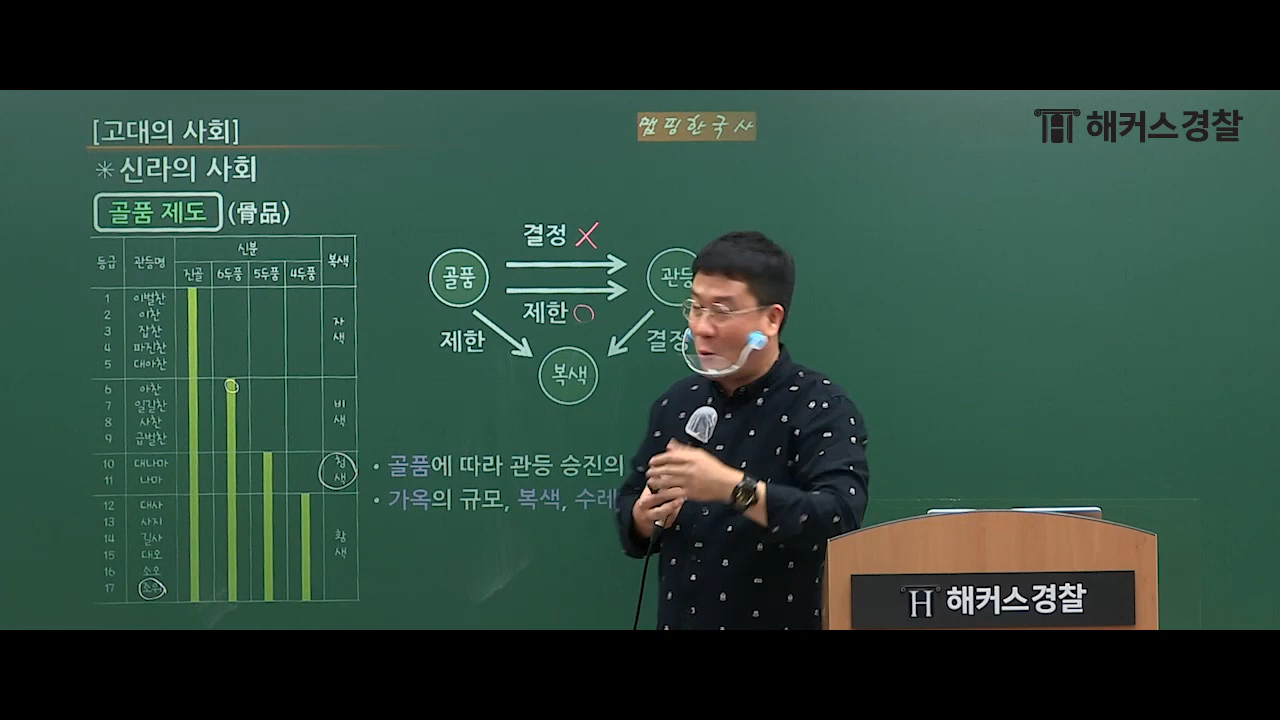 맵핑한국사
해커스경찰
[고대의 사회]
✳신라의 사회
골품 제도 (骨品)
등급 관등명 신분 복색
진골 6두품 5두품 4두품
1 이벌찬
2 이찬
3 잡찬
4 파진찬
5 대아찬
자색
6 아찬
7 일길찬
8 사찬
9 급벌찬
비색
10 대나마
11 나마
청색
12 대사
13 사지
14 길사
15 대오
16 소오
17 조위
황색
결정 ×
골품 관등
제한 ○
제한 결정
복색
• 골품에 따라 관등 승진의
• 가옥의 규모, 복색, 수레
해커스경찰